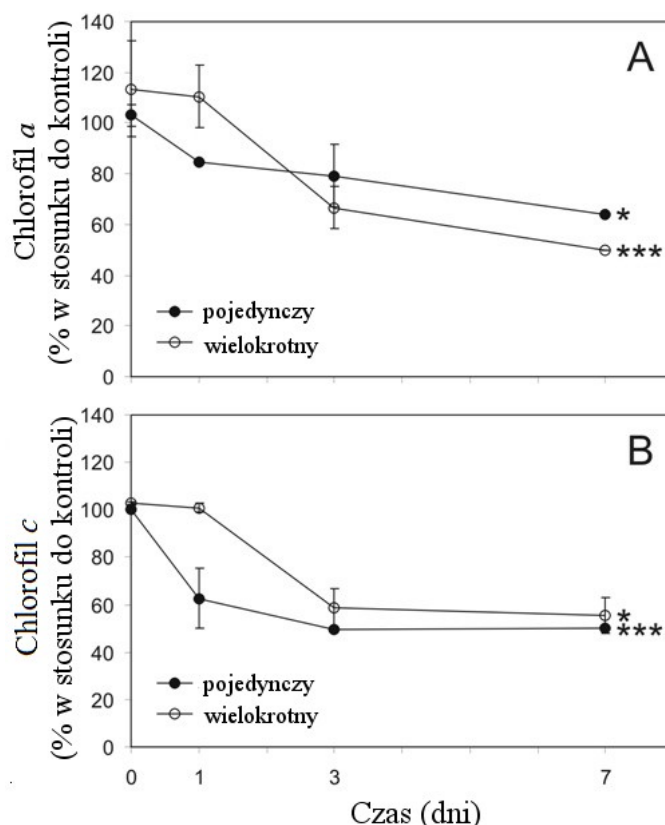 140
120
100
80
60
40
20
0
Chlorofil a
(% w stosunku do kontroli)
A
*
***
pojedynczy
wielokrotny
140
120
100
80
60
40
20
0
Chlorofil c
(% w stosunku do kontroli)
B
*
***
pojedynczy
wielokrotny
0 1 3 7
Czas (dni)